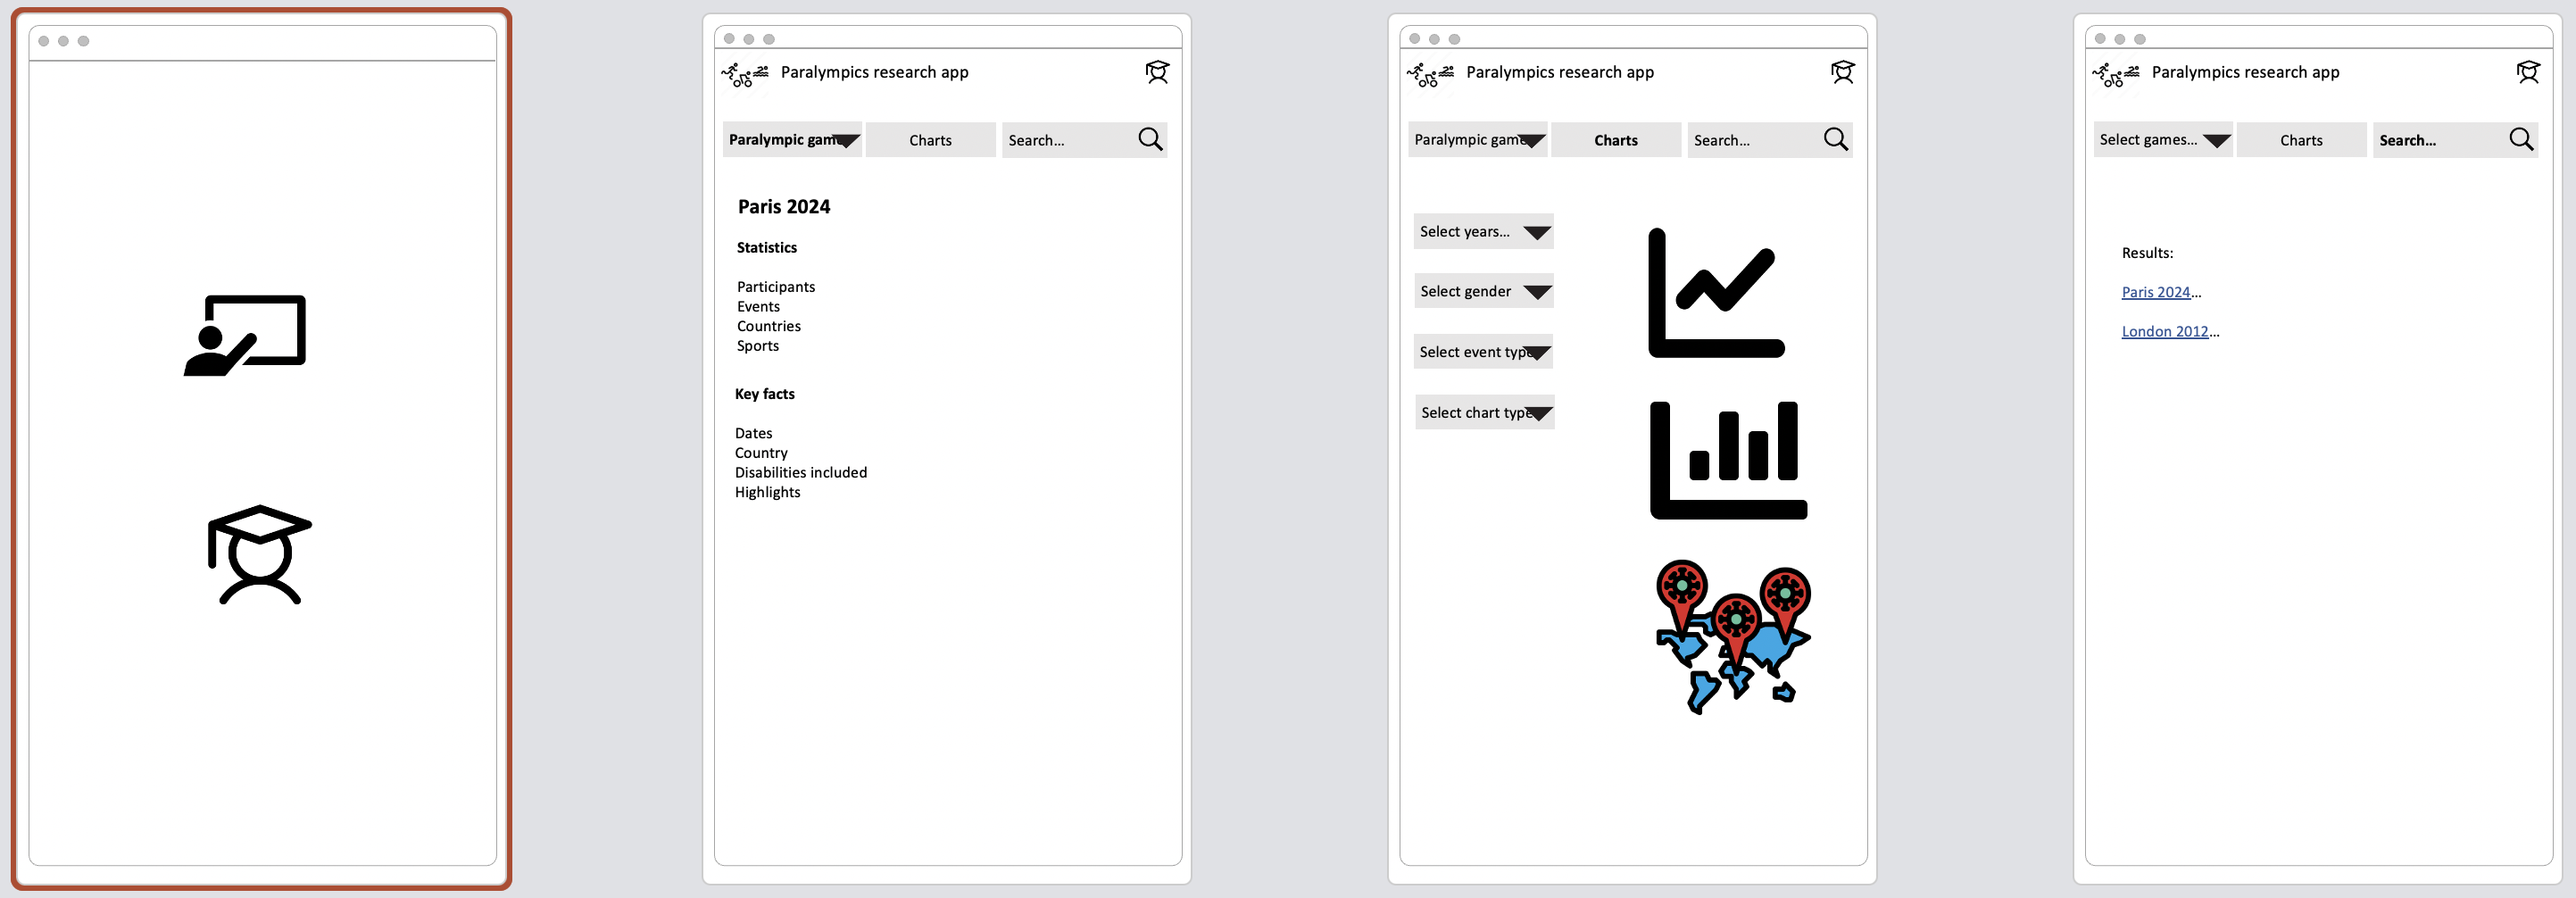 Paralympics research app
Paralympic game
Charts
Search...
Paris 2024
Statistics
Participants
Events
Countries
Sports
Key facts
Dates
Country
Disabilities included
Highlights
Paralympics research app
Paralympic game
Charts
Search...
Select years...
Select gender
Select event type
Select chart type
Paralympics research app
Select games...
Charts
Search...
Results:
Paris 2024...
London 2012...